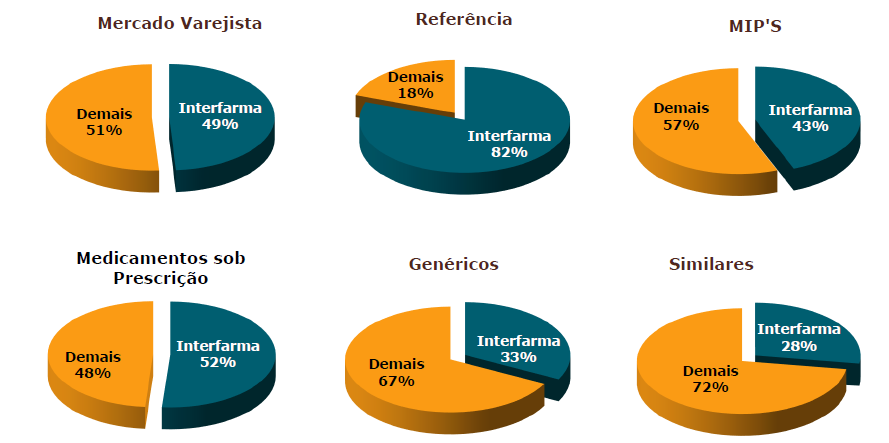 Mercado Varejista
Demais
51%
Interfarma
49%
Referência
Demais
18%
Interfarma
82%
MIP'S
Demais
57%
Interfarma
43%
Medicamentos sob
Prescrição
Demais
48%
Interfarma
52%
Genéricos
Demais
67%
Interfarma
33%
Similares
Demais
72%
Interfarma
28%